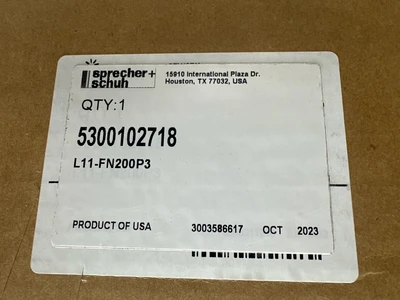 sprecher+
schuh
15910 International Plaza Dr.
Houston, TX 77032, USA
QTY:1
5300102718
L11-FN200P3
PRODUCT OF USA 3003586617 OCT 2023